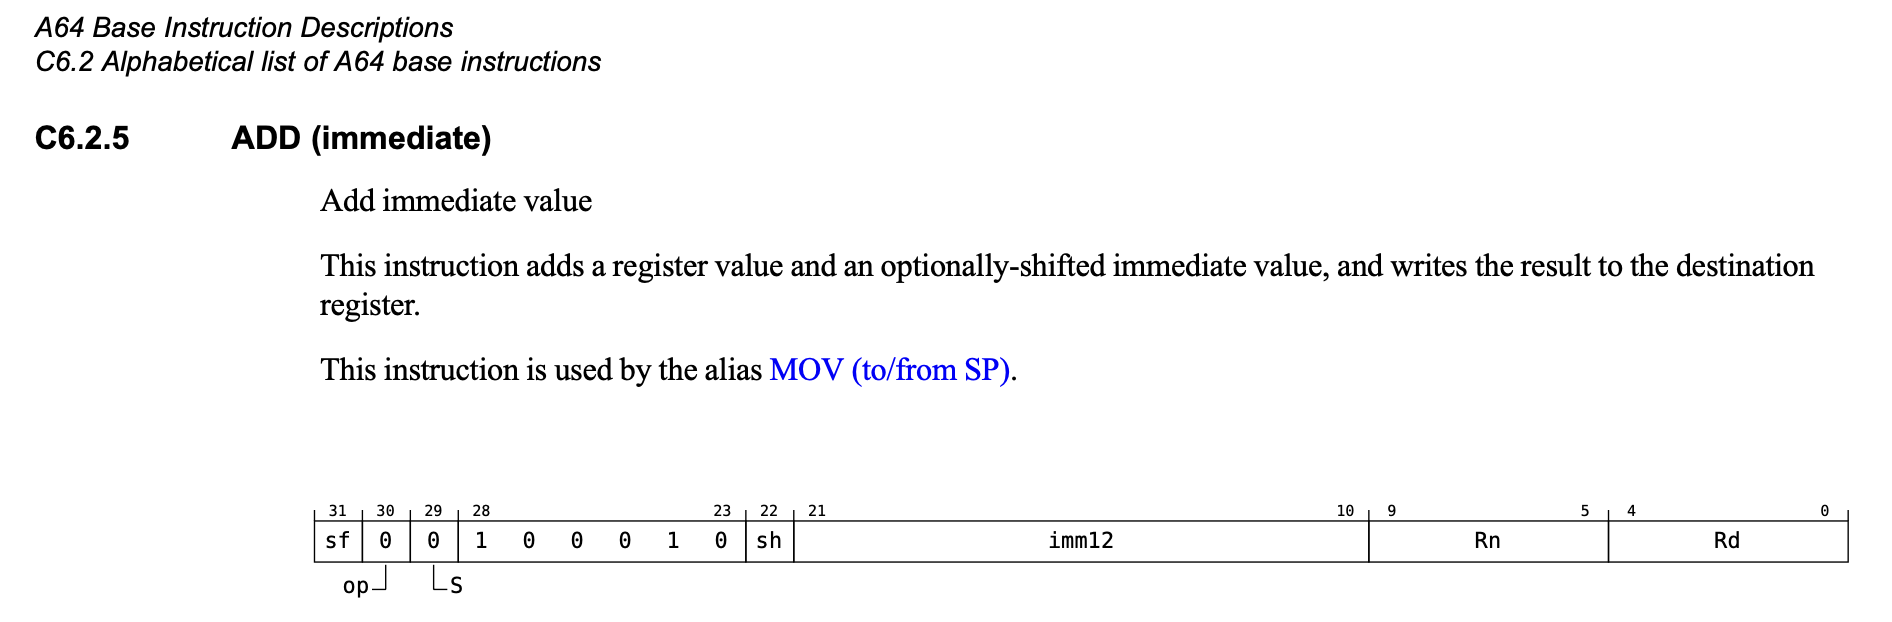 A64 Base Instruction Descriptions
C6.2 Alphabetical list of A64 base instructions
C6.2.5 ADD (immediate)
Add immediate value
This instruction adds a register value and an optionally-shifted immediate value, and writes the result to the destination
register.
This instruction is used by the alias MOV (to/from SP).
31 30 29 28 23 22 21 10 9 5 4 0
sf 0 0 1 0 0 0 1 0 sh imm12 Rn Rd
op S